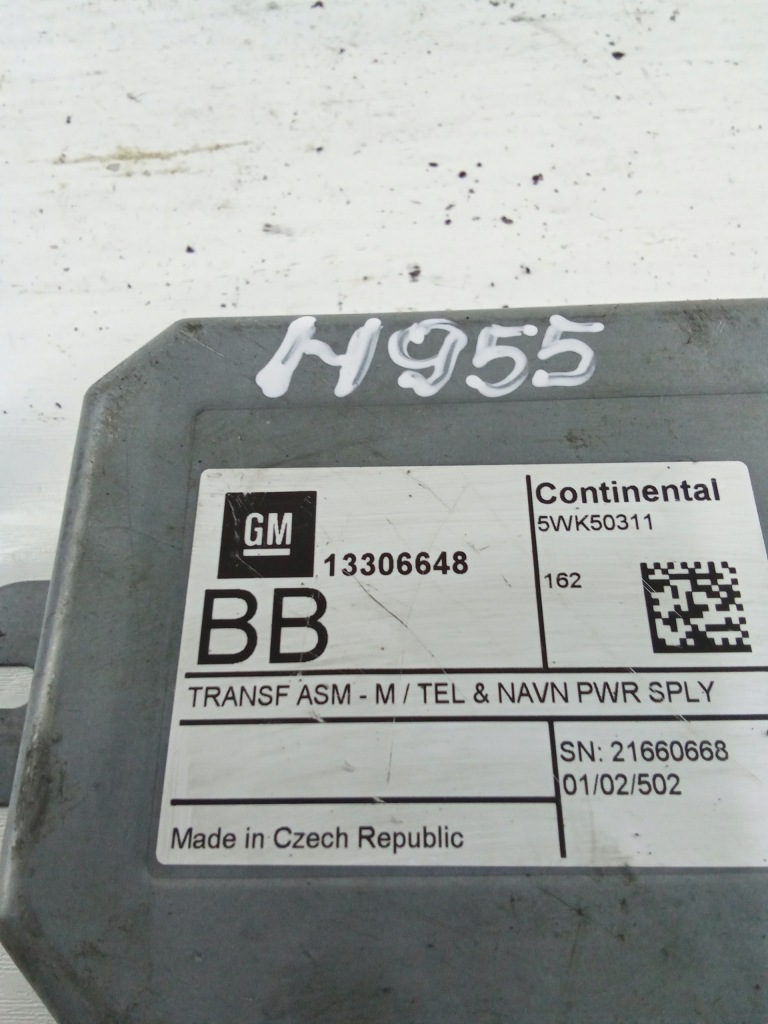 H955
GM
13306648
BB
Continental
5WK50311
162
TRANSF ASM - M / TEL & NAVN PWR SPLY
SN: 21660668
01/02/502
Made in Czech Republic